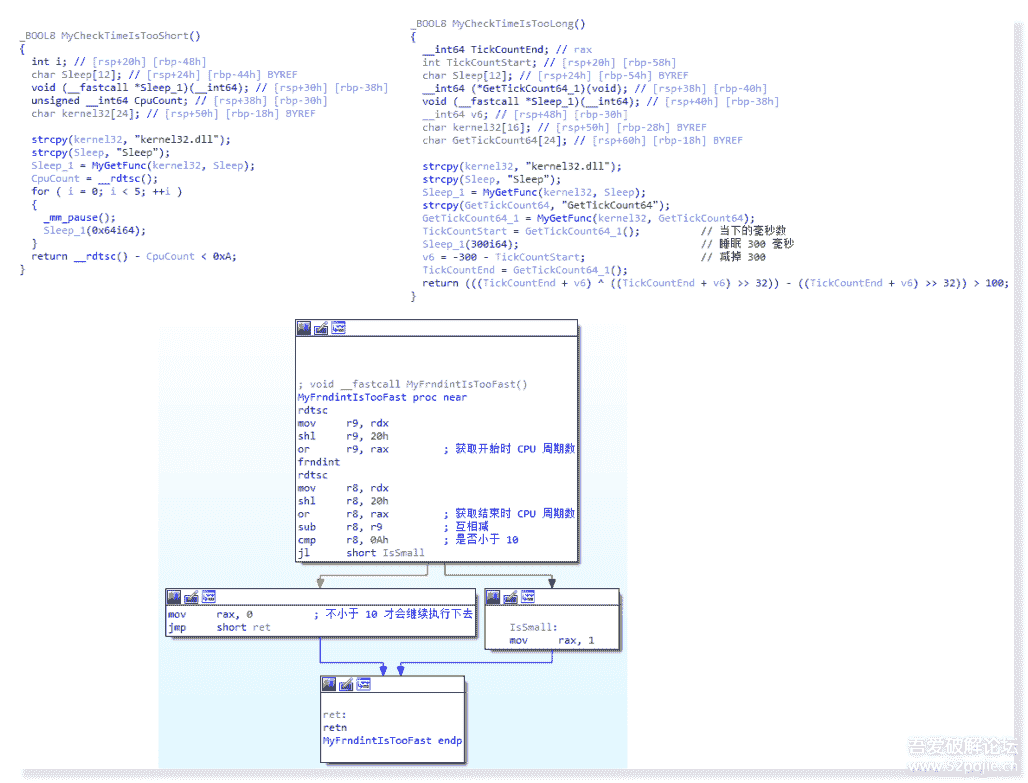 _BOOL8 MyCheckTimeIsTooShort()
{
int i; // [rsp+20h] [rbp-48h]
char Sleep[12]; // [rsp+24h] [rbp-44h] BYREF
void (__fastcall *Sleep_1)(__int64); // [rsp+30h] [rbp-38h]
unsigned __int64 CpuCount; // [rsp+38h] [rbp-30h]
char kernel32[24]; // [rsp+50h] [rbp-18h] BYREF
strcpy(kernel32, "kernel32.dll");
strcpy(Sleep, "Sleep");
Sleep_1 = MyGetFunc(kernel32, Sleep);
CpuCount = __rdtsc();
for ( i = 0; i < 5; ++i )
{
_mm_pause();
Sleep_1(0x64i64);
}
return __rdtsc() - CpuCount < 0xA;
}
_BOOL8 MyCheckTimeIsTooLong()
{
__int64 TickCountEnd; // rax
int TickCountStart; // [rsp+20h] [rbp-58h]
char Sleep[12]; // [rsp+24h] [rbp-54h] BYREF
__int64 (*GetTickCount64_1)(void); // [rsp+38h] [rbp-40h]
void (__fastcall *Sleep_1)(__int64); // [rsp+40h] [rbp-38h]
__int64 v6; // [rsp+48h] [rbp-30h]
char kernel32[16]; // [rsp+50h] [rbp-28h] BYREF
char GetTickCount64[24]; // [rsp+60h] [rbp-18h] BYREF
strcpy(kernel32, "kernel32.dll");
strcpy(Sleep, "Sleep");
Sleep_1 = MyGetFunc(kernel32, Sleep);
strcpy(GetTickCount64, "GetTickCount64");
GetTickCount64_1 = MyGetFunc(kernel32, GetTickCount64);
TickCountStart = GetTickCount64_1(); // 当下的毫秒数
Sleep_1(300i64); // 睡眠 300 毫秒
v6 = -300 - TickCountStart; // 减掉 300
TickCountEnd = GetTickCount64_1();
return (((TickCountEnd + v6) ^ ((TickCountEnd + v6) >> 32)) - ((TickCountEnd + v6) >> 32)) > 100;
}
; void __fastcall MyFrndintIsTooFast()
MyFrndintIsTooFast proc near
rdtsc
mov r9, rdx
shl r9, 20h
or r9, rax ; 获取开始时 CPU 周期数
frndint
rdtsc
mov r8, rdx
shl r8, 20h
or r8, rax ; 获取结束时 CPU 周期数
sub r8, r9 ; 互相减
cmp r8, 0Ah ; 是否小于 10
jl short IsSmall
mov rax, 0 ; 不小于 10 才会继续执行下去
jmp short ret
IsSmall:
mov rax, 1
ret:
retn
MyFrndintIsTooFast endp
吾爱破解论坛
www.52pojie.cn